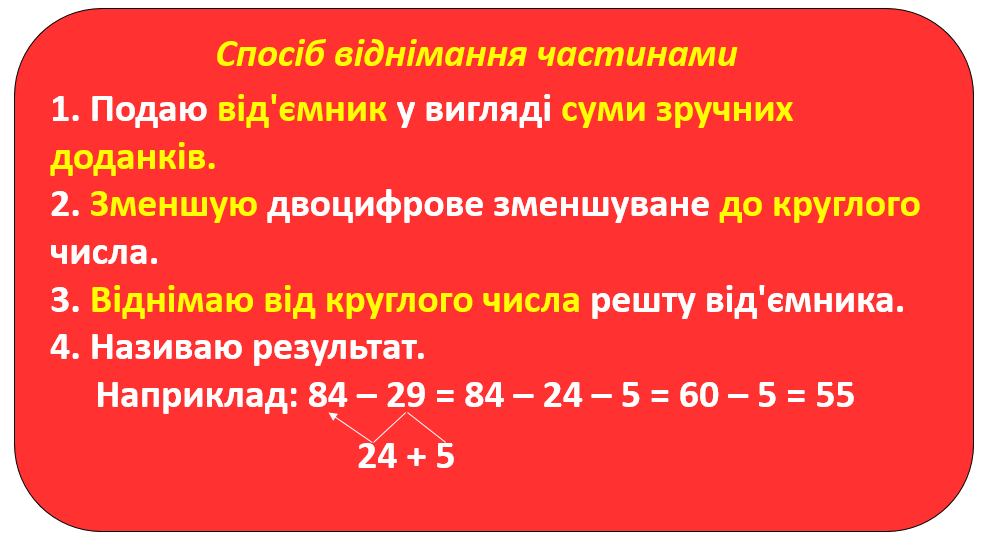 Спосіб віднімання частинами
1. Подаю від'ємник у вигляді суми зручних
доданків.
2. Зменшую двоцифрове зменшуване до круглого
числа.
3. Віднімаю від круглого числа решту від'ємника.
4. Називаю результат.
Наприклад: 84 – 29 = 84 – 24 – 5 = 60 – 5 = 55
24 + 5